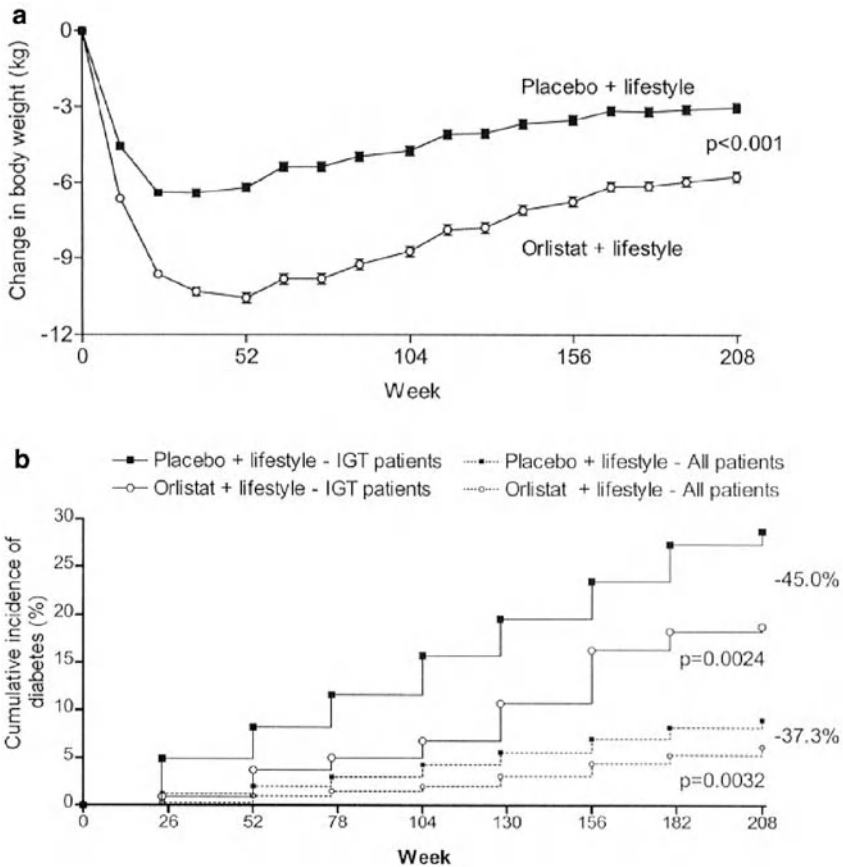 a
0
-3
-6
-9
-12
Change in body weight (kg)
Placebo + lifestyle
p<0.001
Orlistat + lifestyle
0 52 104 156 208
Week
b
Placebo + lifestyle - IGT patients Placebo + lifestyle - All patients
Orlistat + lifestyle - IGT patients Orlistat + lifestyle - All patients
30
25
20
15
10
5
0
Cumulative incidence of
diabetes (%)
-45.0%
p=0.0024
-37.3%
p=0.0032
0 26 52 78 104 130 156 182 208
Week